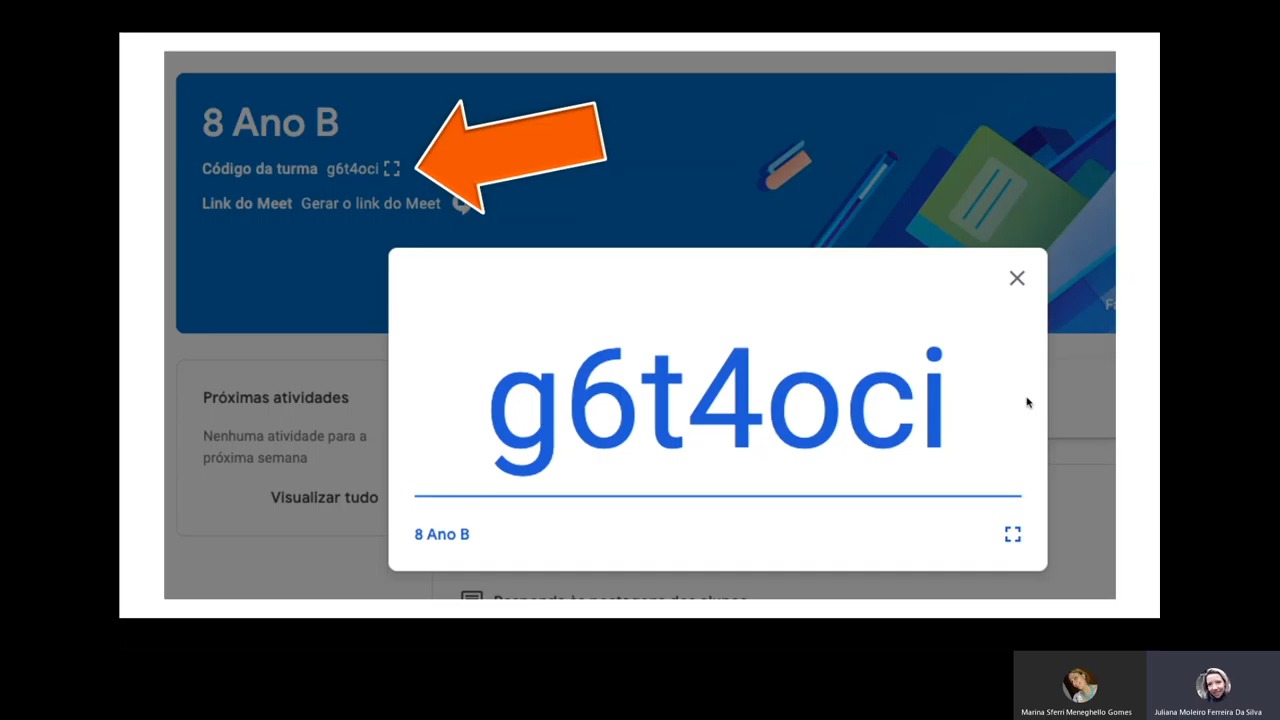 8 Ano B
Código da turma g6t4oci
Link do Meet Gerar o link do Meet
g6t4oci
8 Ano B
Próximas atividades
Nenhuma atividade para a
próxima semana
Visualizar tudo
Marina Sferri Meneghello Gomes
Juliana Moleiro Ferreira Da Silva